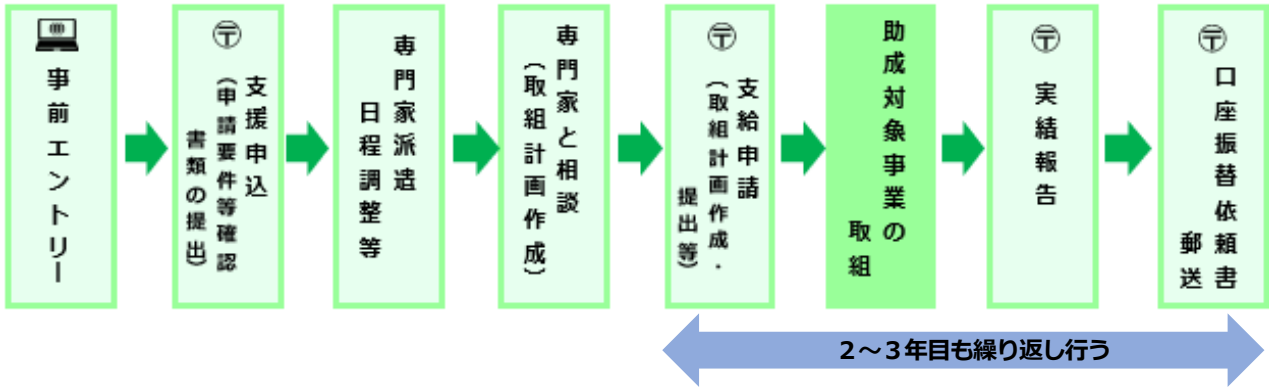 事前エントリー
〒
支援申込
(申請要件等確認
書類の提出)
専門家派遣
日程調整等
専門家と相談
(取組計画作成)
〒
支給申請
(取組計画作成・
提出等)
助成対象事業の
取組
〒
実結報告
〒
口座振替依頼書
郵送
2～3年目も繰り返し行う